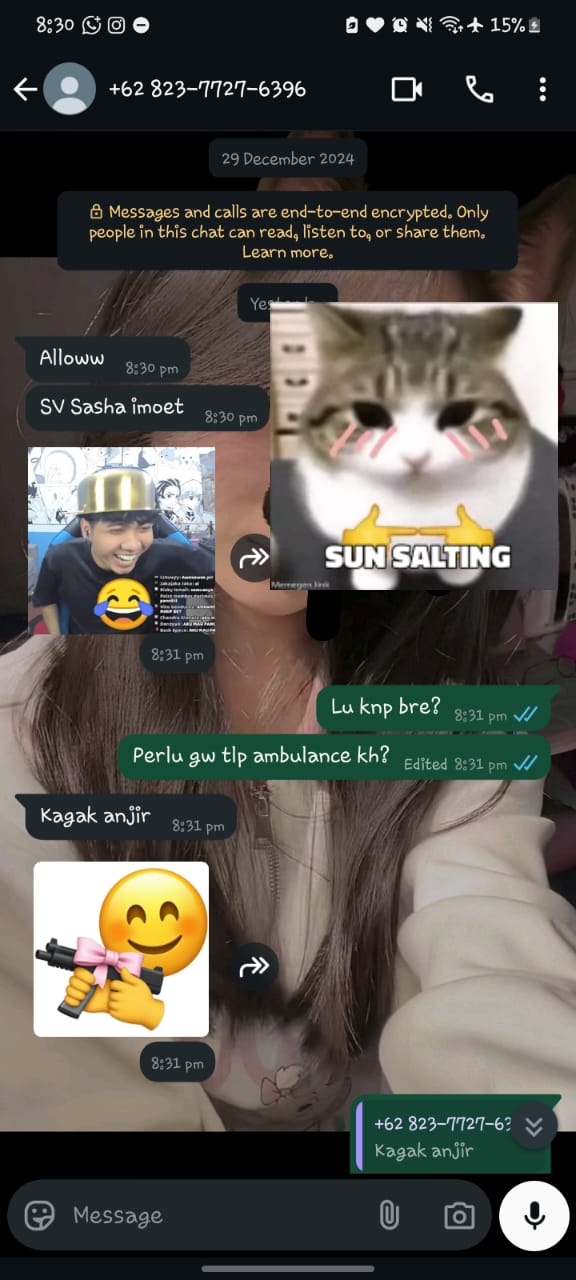 8:30
15%
+62 823-7727-6396
29 December 2024
Messages and calls are end-to-end encrypted. Only
people in this chat can read, listen to, or share them.
Learn more.
Alloww 8:30 pm
SV Sasha imoet 8:30 pm
SUN SALTING
8:31 pm
Lu knp bre? 8:31 pm
Perlu gw tlp ambulance kh? Edited 8:31 pm
Kagak anjir 8:31 pm
8:31 pm
+62 823-7727-63
Kagak anjir
Message